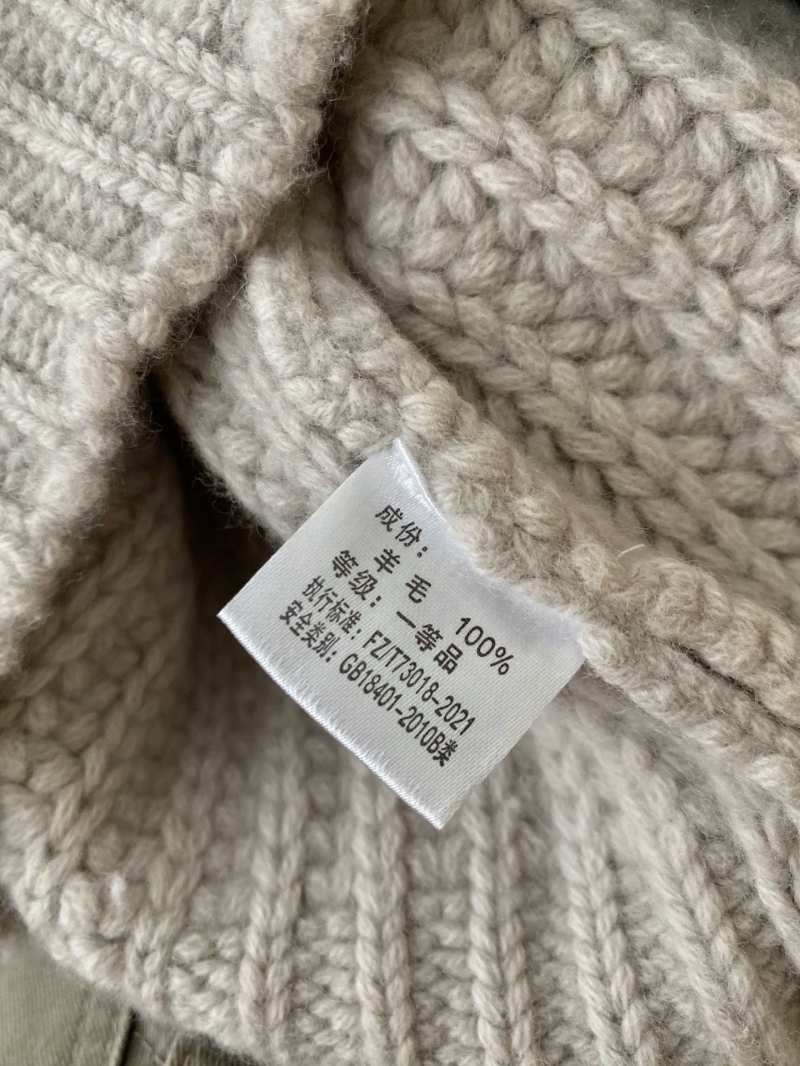 成份：
羊毛 100%
等级：一等品
执行标准：FZ/T73018-2021
安全类别：GB18401-2010B类